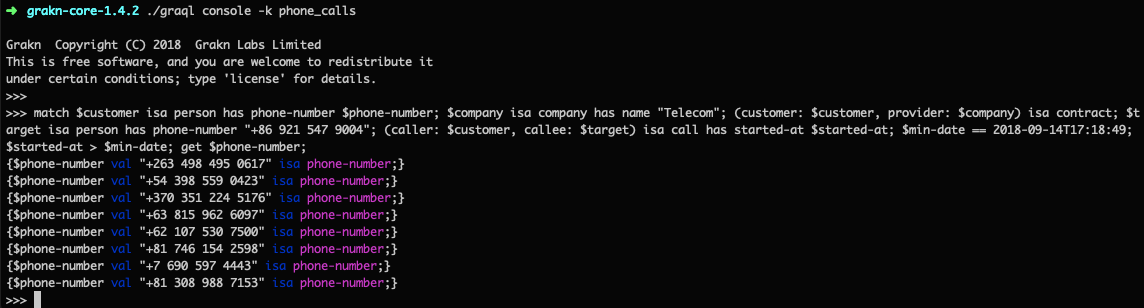 ➜  grakn-core-1.4.2 ./graql console -k phone_calls
Grakn  Copyright (C) 2018  Grakn Labs Limited
This is free software, and you are welcome to redistribute it
under certain conditions; type 'license' for details.
>>>
>>> match $customer isa person has phone-number $phone-number; $company isa company has name "Telecom"; (customer: $customer, provider: $company) isa contract; $t
arget isa person has phone-number "+86 921 547 9004"; (caller: $customer, callee: $target) isa call has started-at $started-at; $min-date == 2018-09-14T17:18:49;
$started-at > $min-date; get $phone-number;
{$phone-number val "+263 498 495 0617" isa phone-number;}
{$phone-number val "+54 398 559 0423" isa phone-number;}
{$phone-number val "+370 351 224 5176" isa phone-number;}
{$phone-number val "+63 815 962 6097" isa phone-number;}
{$phone-number val "+62 107 530 7500" isa phone-number;}
{$phone-number val "+81 746 154 2598" isa phone-number;}
{$phone-number val "+7 690 597 4443" isa phone-number;}
{$phone-number val "+81 308 988 7153" isa phone-number;}
>>>